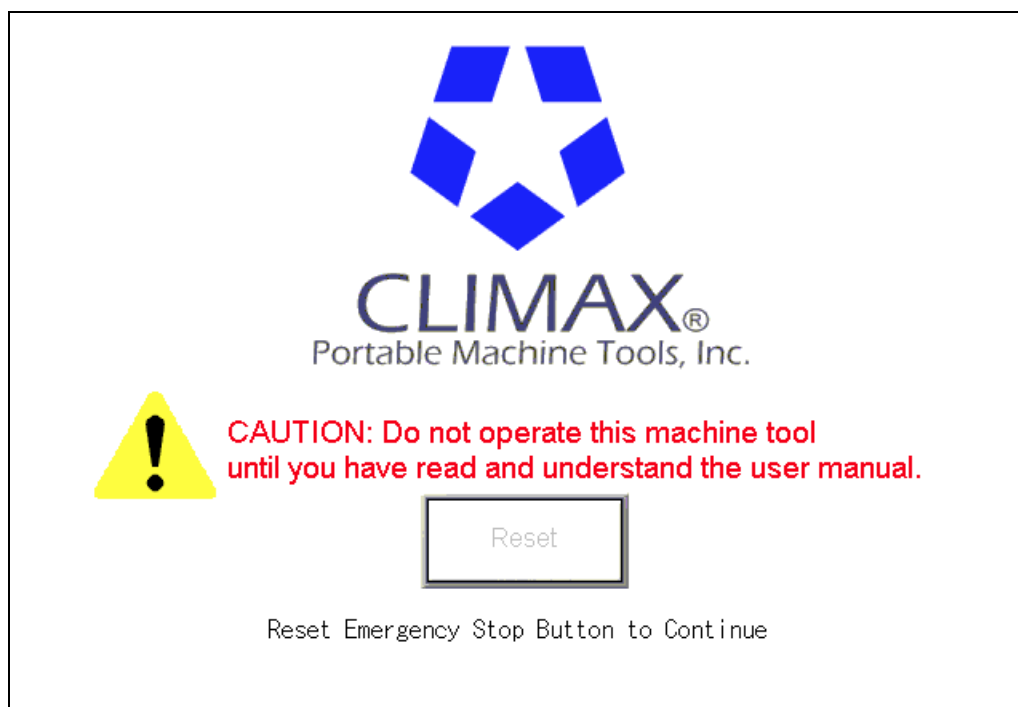 CLIMAX®
Portable Machine Tools, Inc.
CAUTION: Do not operate this machine tool
until you have read and understand the user manual.
Reset
Reset Emergency Stop Button to Continue